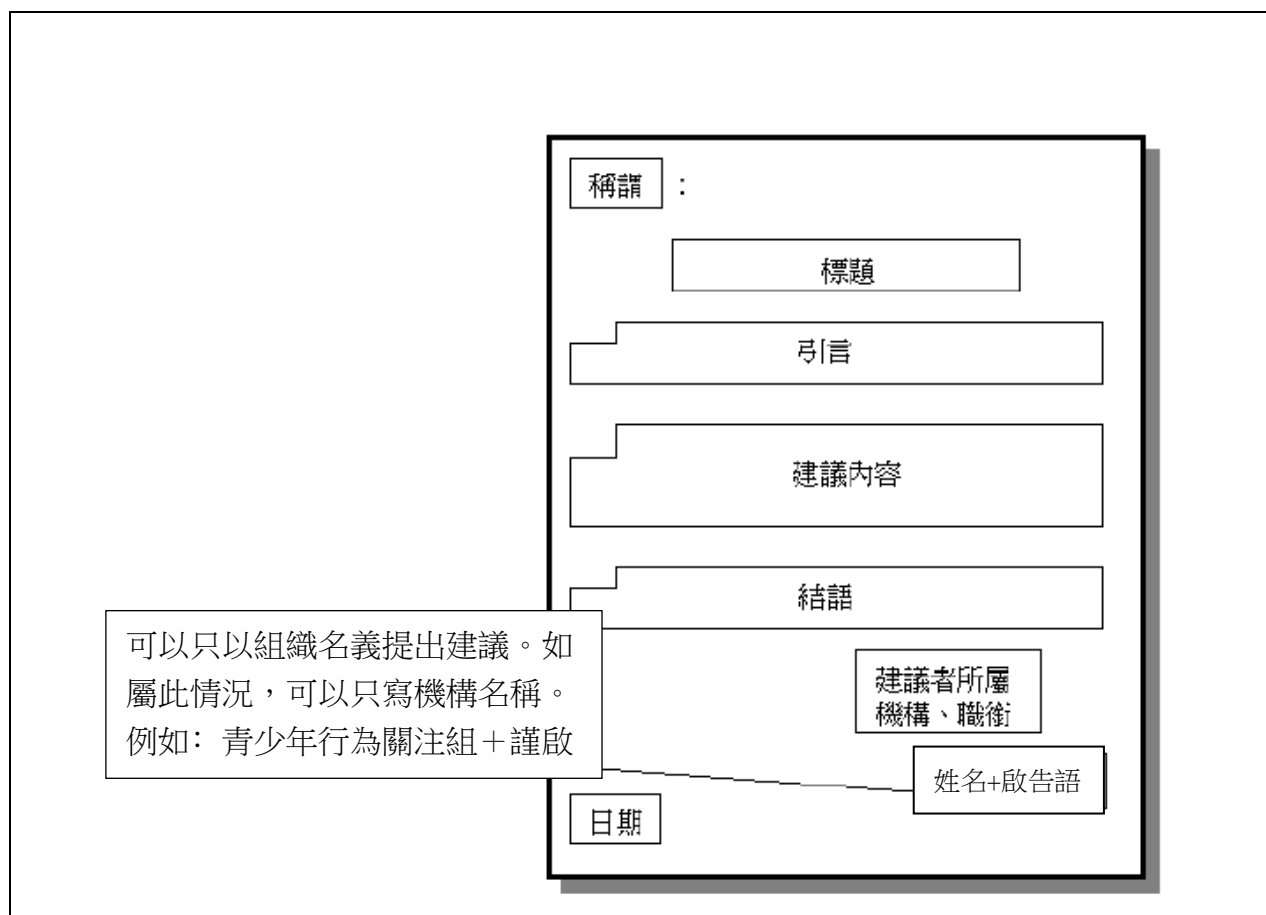 稱謂：
標題
引言
建議內容
結語
可以只以組織名義提出建議。如
屬此情況，可以只寫機構名稱。
例如：青少年行為關注組＋謹啟
建議者所屬
機構、職銜
姓名+啟告語
日期